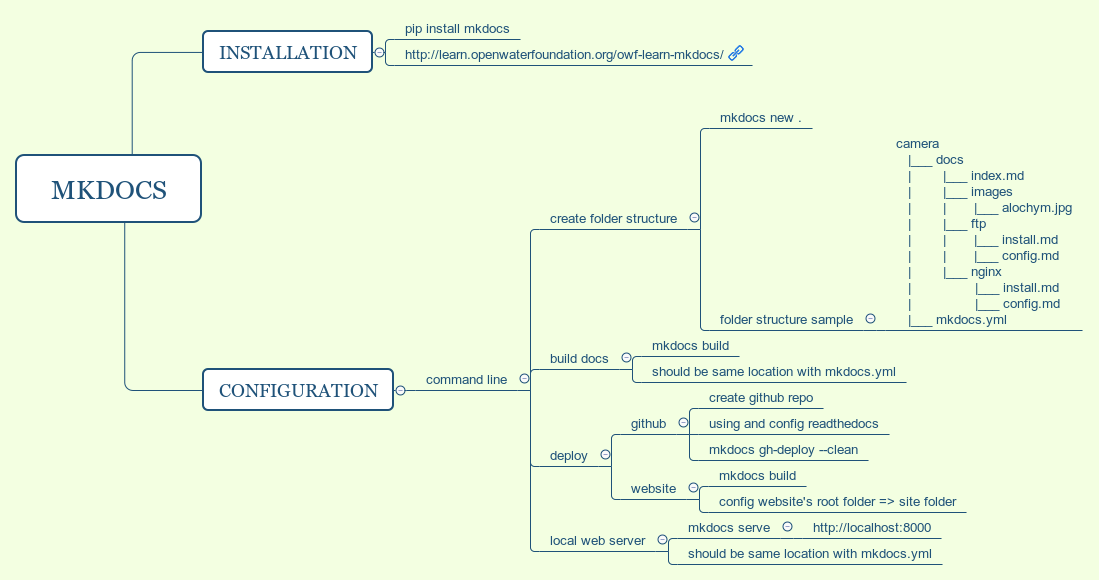 MKDOCS
INSTALLATION
pip install mkdocs
http://learn.openwaterfoundation.org/owf-learn-mkdocs/
CONFIGURATION
command line
create folder structure
mkdocs new .
folder structure sample
camera
|___ docs
| |___ index.md
| |___ images
| | |___ alochym.jpg
| |___ ftp
| | |___ install.md
| | |___ config.md
| |___ nginx
| |___ install.md
| |___ config.md
|___ mkdocs.yml
build docs
mkdocs build
should be same location with mkdocs.yml
deploy
github
create github repo
using and config readthedocs
mkdocs gh-deploy --clean
website
mkdocs build
config website's root folder => site folder
local web server
mkdocs serve
http://localhost:8000
should be same location with mkdocs.yml